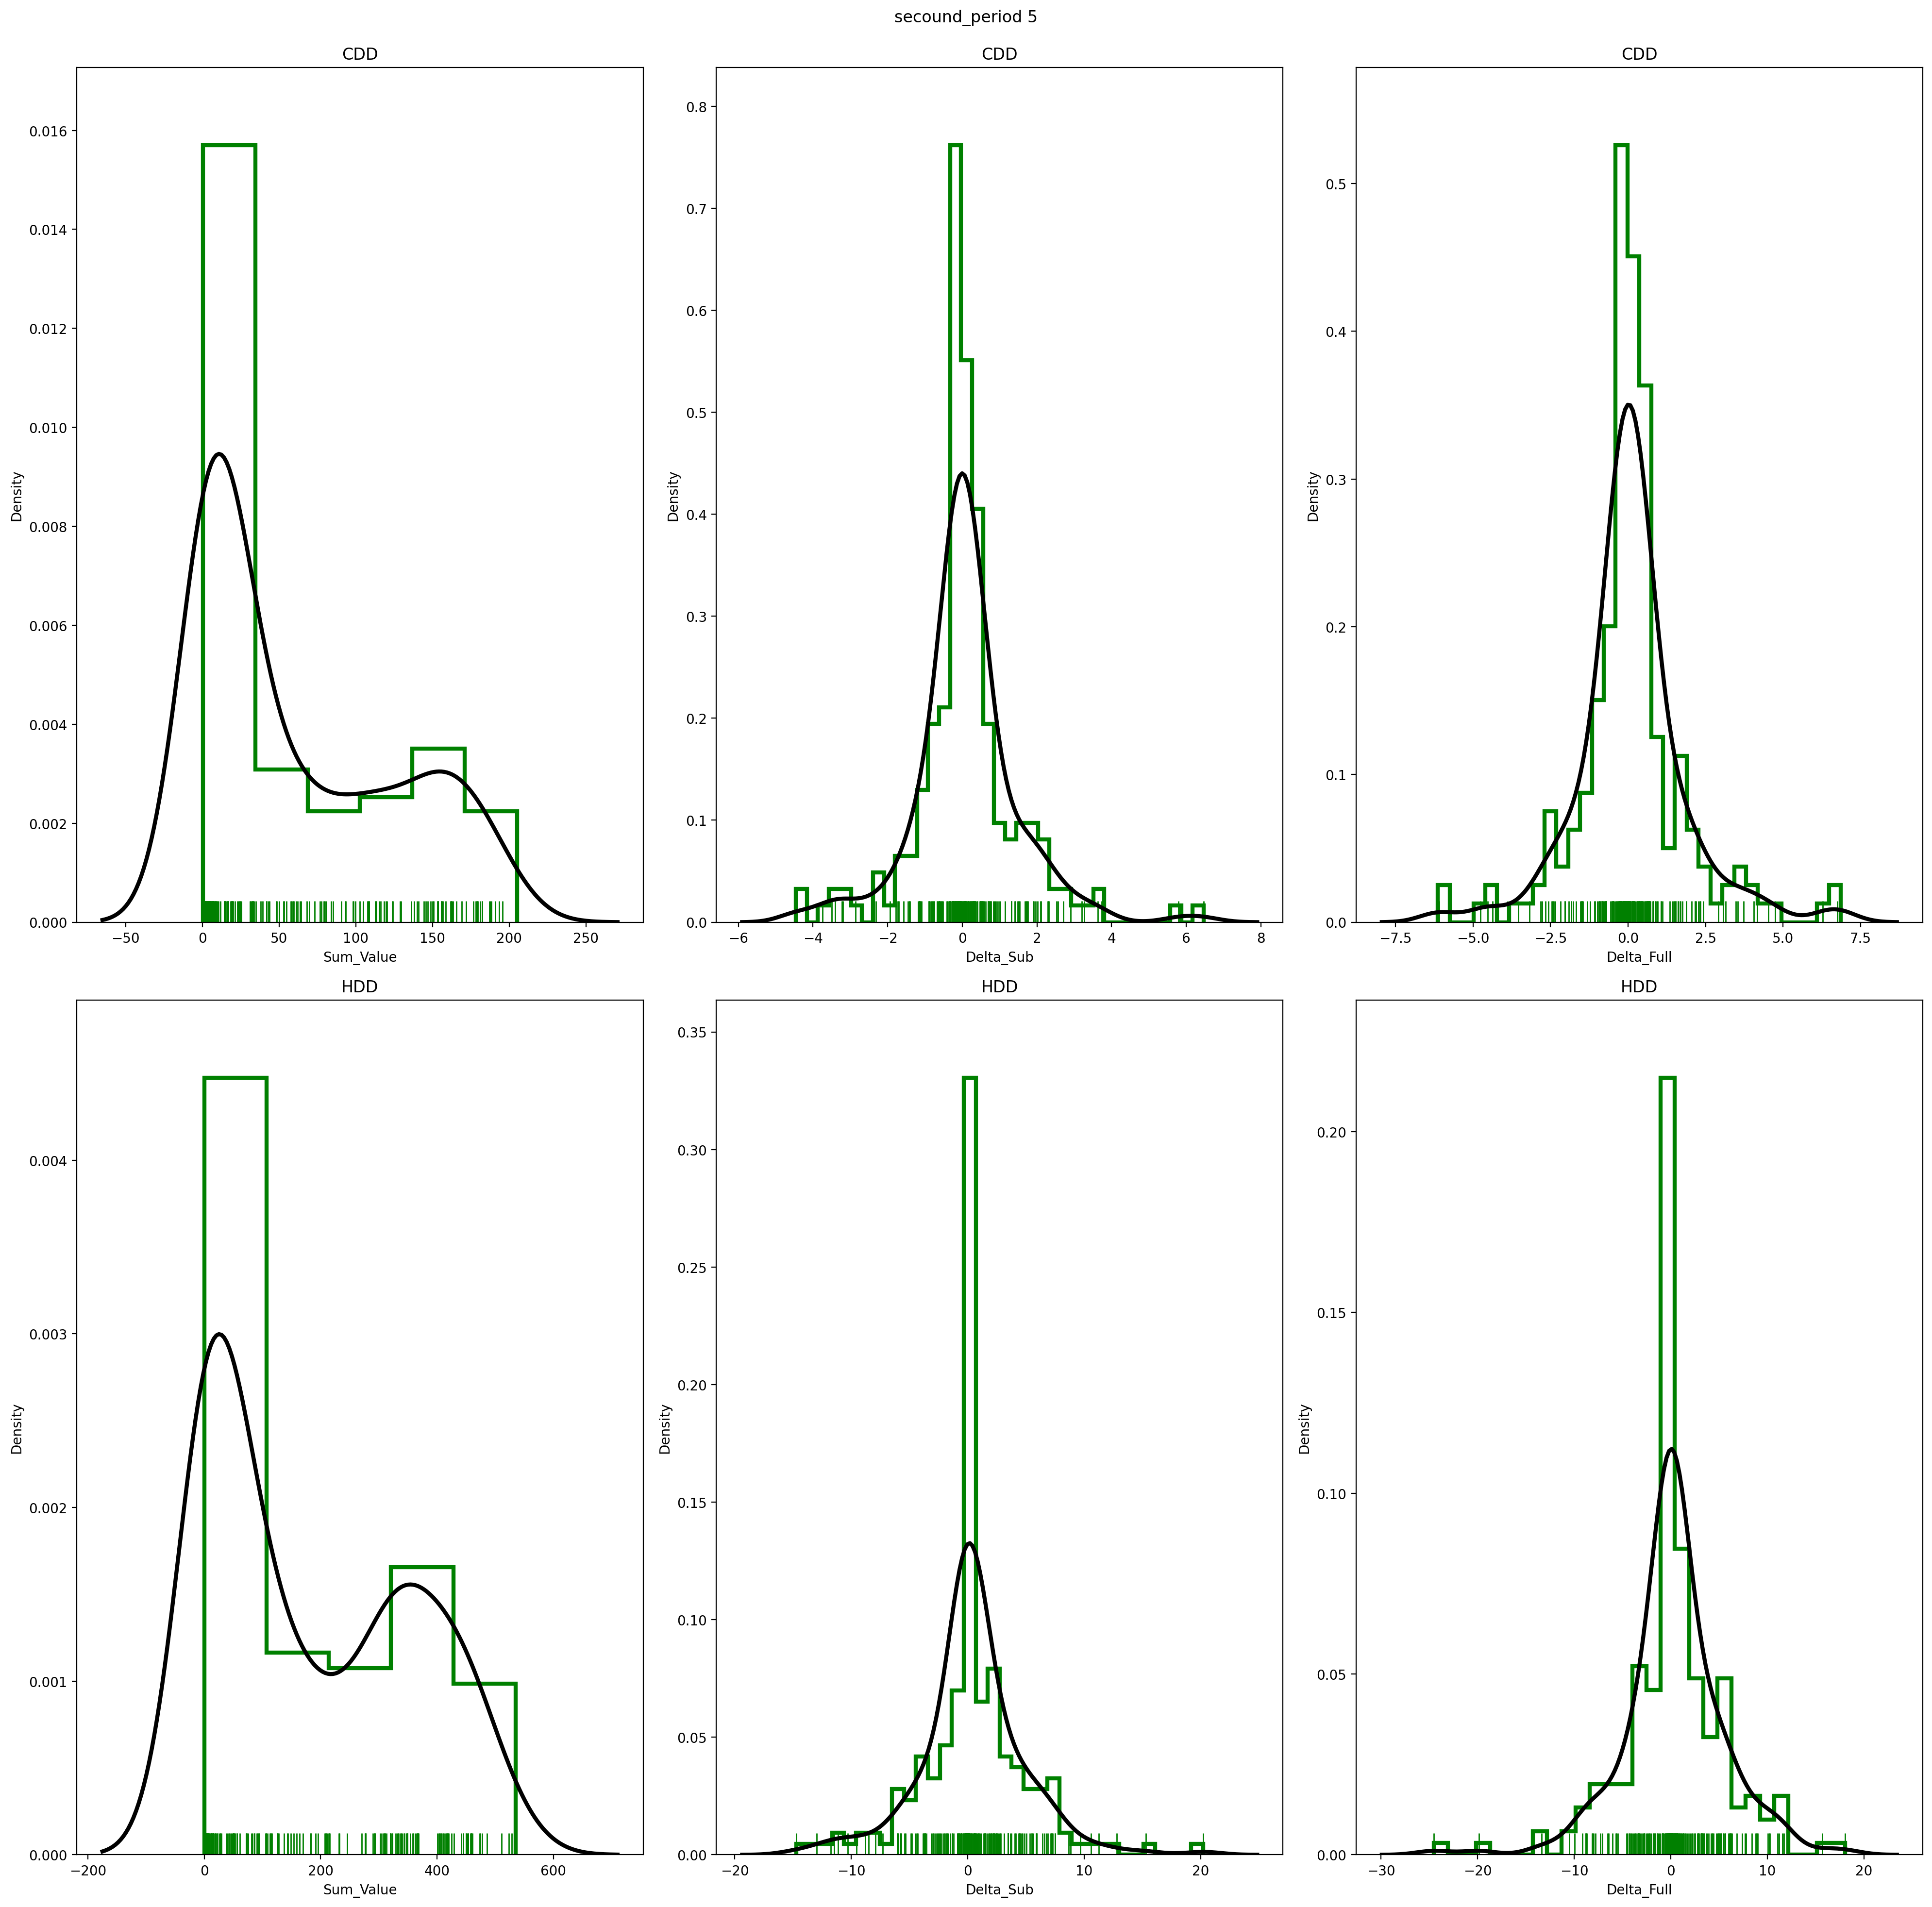 secound_period 5
CDD
CDD
CDD
Density
0.016
0.014
0.012
0.010
0.008
0.006
0.004
0.002
0.000
−50 0 50 100 150 200 250
Sum_Value
Density
0.8
0.7
0.6
0.5
0.4
0.3
0.2
0.1
0.0
−6 −4 −2 0 2 4 6 8
Delta_Sub
Density
0.5
0.4
0.3
0.2
0.1
0.0
−7.5 −5.0 −2.5 0.0 2.5 5.0 7.5
Delta_Full
HDD
HDD
HDD
Density
0.004
0.003
0.002
0.001
0.000
−200 0 200 400 600
Sum_Value
Density
0.35
0.30
0.25
0.20
0.15
0.10
0.05
0.00
−20 −10 0 10 20
Delta_Sub
Density
0.20
0.15
0.10
0.05
0.00
−30 −20 −10 0 10 20
Delta_Full